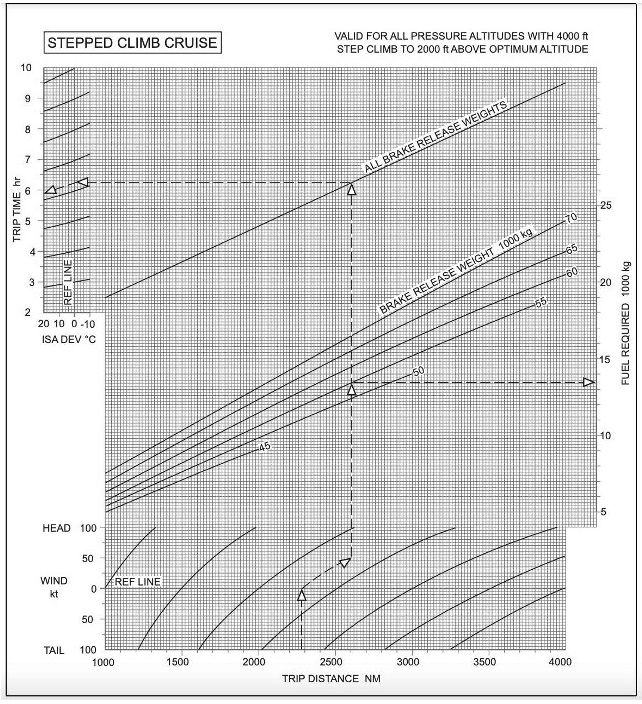 STEPPED CLIMB CRUISE
VALID FOR ALL PRESSURE ALTITUDES WITH 4000 ft
STEP CLIMB TO 2000 ft ABOVE OPTIMUM ALTITUDE
10
9
8
7
6
5
4
3
2
TRIP TIME hr
REF LINE
20 10 0 -10
ISA DEV °C
ALL BRAKE RELEASE WEIGHTS
BRAKE RELEASE WEIGHT 1000 kg
70
65
60
55
50
45
25
20
15
10
5
FUEL REQUIRED 1000 kg
HEAD 100
50
WIND 0
kt
50
TAIL 100
REF LINE
1000 1500 2000 2500 3000 3500 4000
TRIP DISTANCE NM